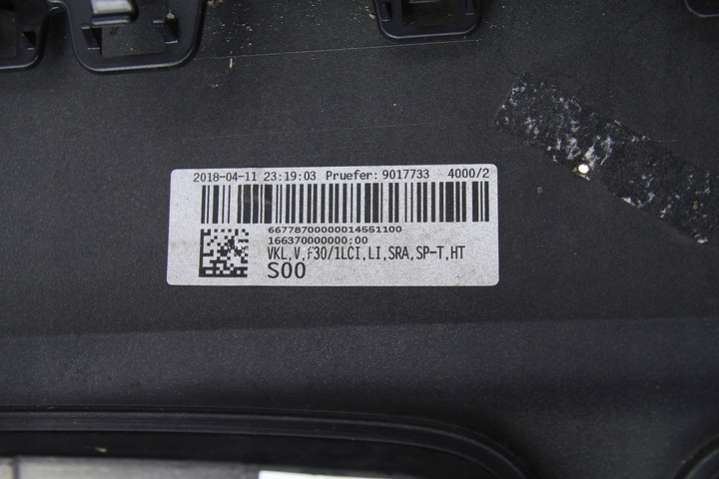 2018-04-11 23:19:03 Pruefer: 9017733 4000/2
66778700000014551100
166370000000;00
VKL,V,F30/1LCI,LI,SRA,SP-T,HT
S00